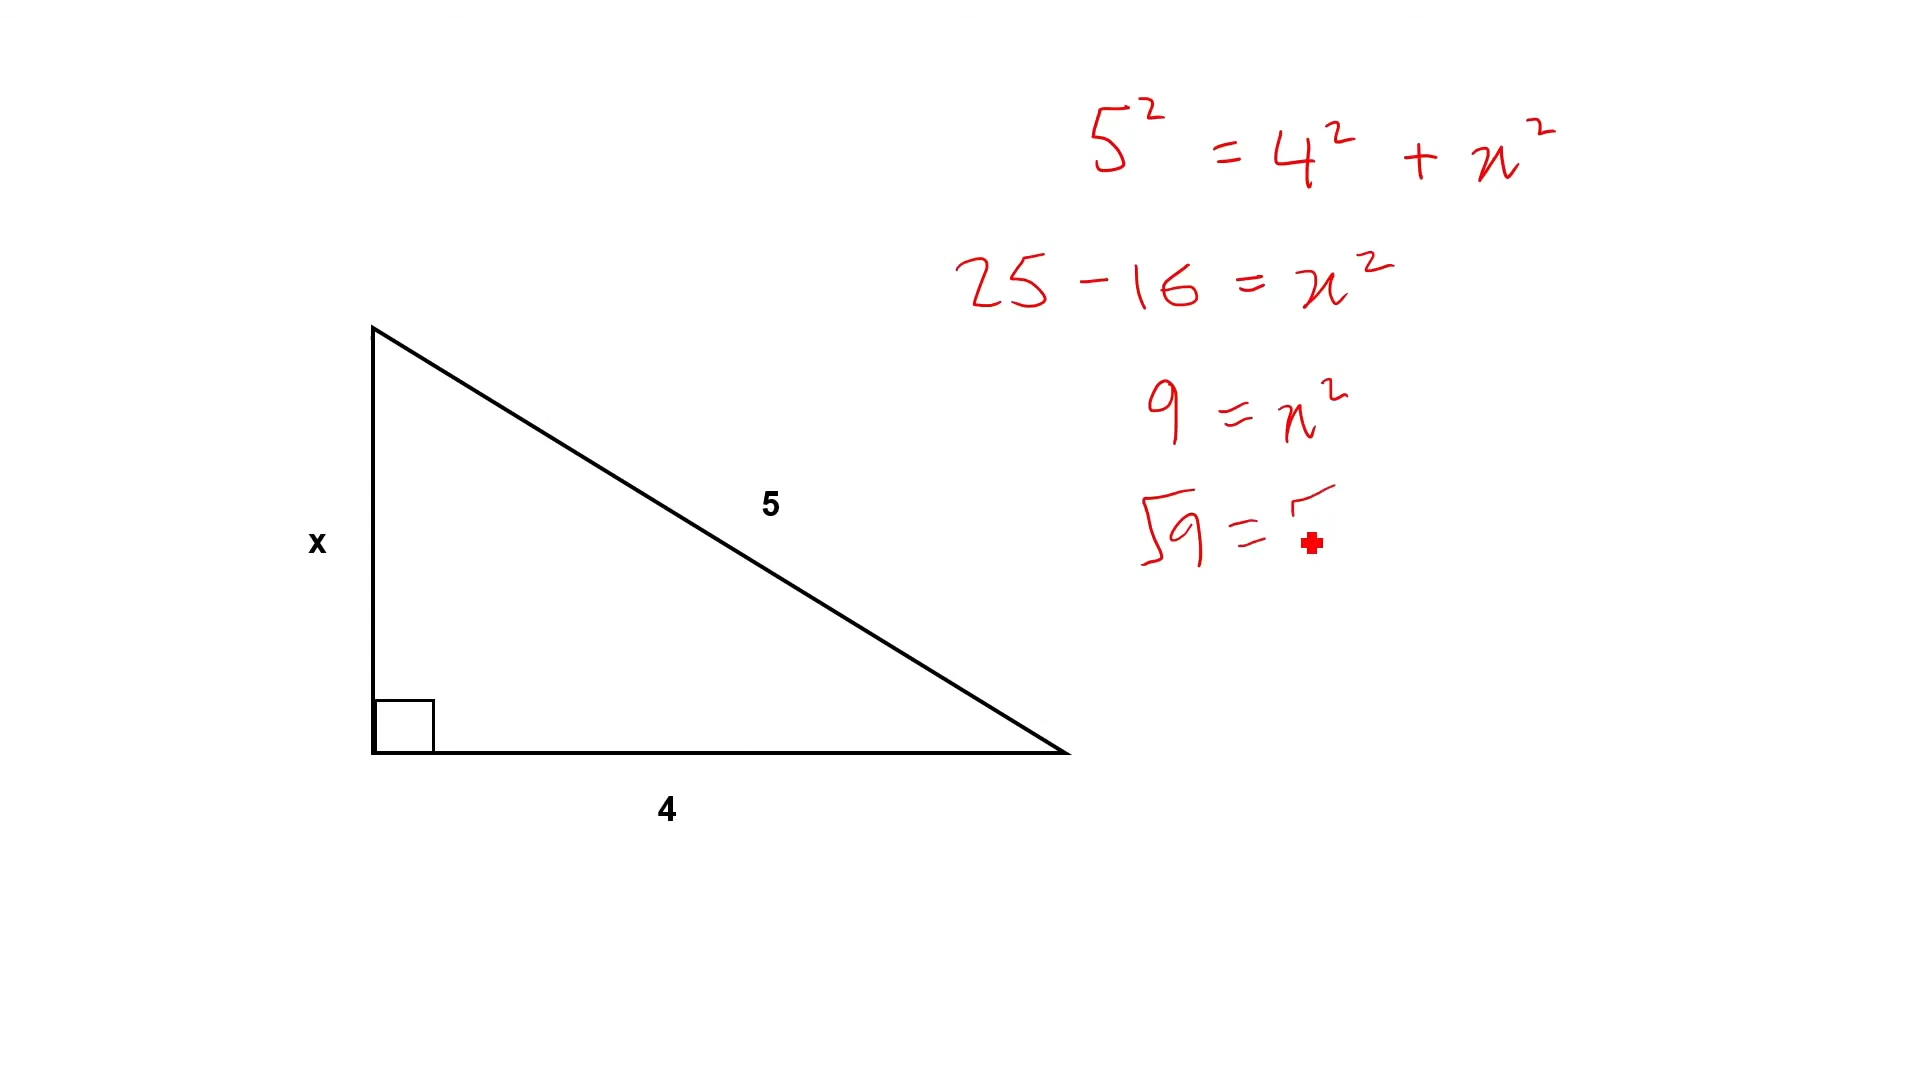 5² = 4² + x²
25 - 16 = x²
9 = x²
√9 =
5
x
4